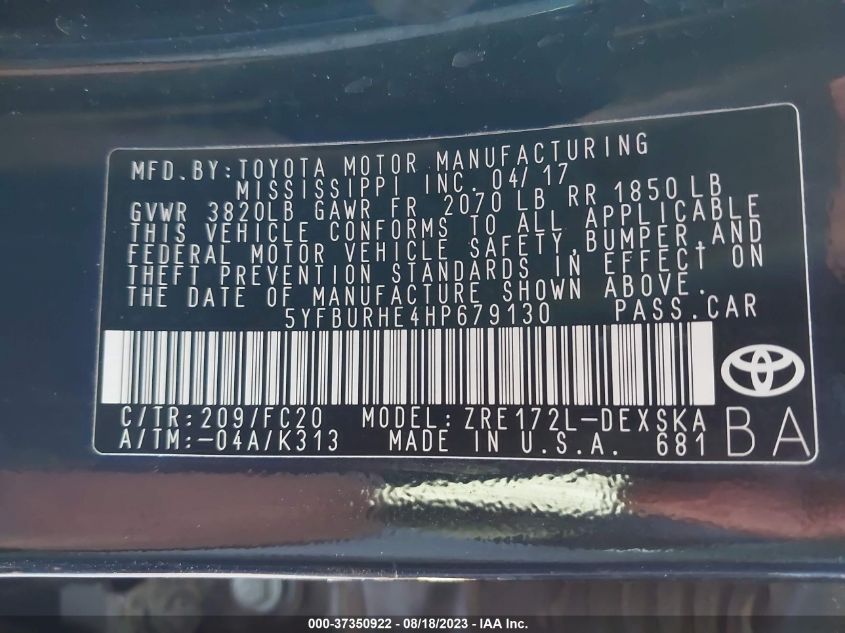 MFD. BY: TOYOTA MOTOR MANUFACTURING
MISSISSIPPI INC. 04/17
GVWR 3820LB GAWR FR 2070 LB RR 1850 LB
THIS VEHICLE CONFORMS TO ALL APPLICABLE
FEDERAL MOTOR VEHICLE SAFETY, BUMPER, AND
THEFT PREVENTION STANDARDS IN EFFECT ON
THE DATE OF MANUFACTURE SHOWN ABOVE.
5YFBURHE4HP679130 PASS. CAR
C/TR: 209/FC20 MODEL: ZRE172L-DEXSKA
A/TM: -04A/K313 MADE IN U.S.A. 681 BA
000-37350922 - 08/18/2023 - IAA Inc.